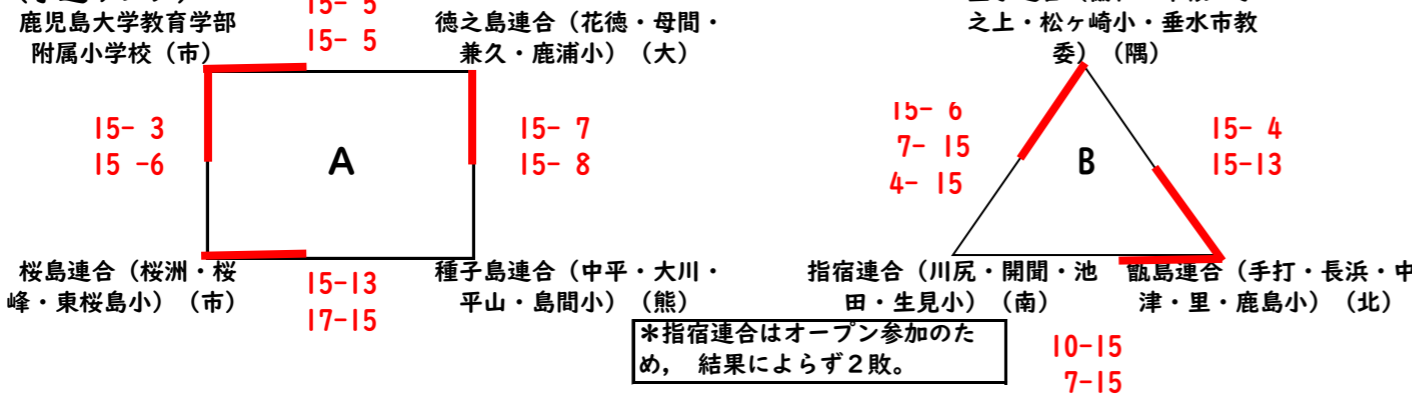 15- 5
鹿児島大学教育学部
附属小学校（市）
15- 5
徳之島連合（花徳・母間・
兼久・鹿浦小）（大）
15- 3
15 -6
A
15- 7
15- 8
桜島連合（桜洲・桜
峰・東桜島小）（市）
15-13
17-15
種子島連合（中平・大川・
平山・島間小）（熊）
之上・松ヶ崎小・垂水市教
委）（隅）
15- 6
7- 15
4- 15
B
15- 4
15-13
指宿連合（川尻・開聞・池
田・生見小）（南）
甑島連合（手打・長浜・中
津・里・鹿島小）（北）
＊指宿連合はオープン参加のた
め，　結果によらず２敗。
10-15
7-15